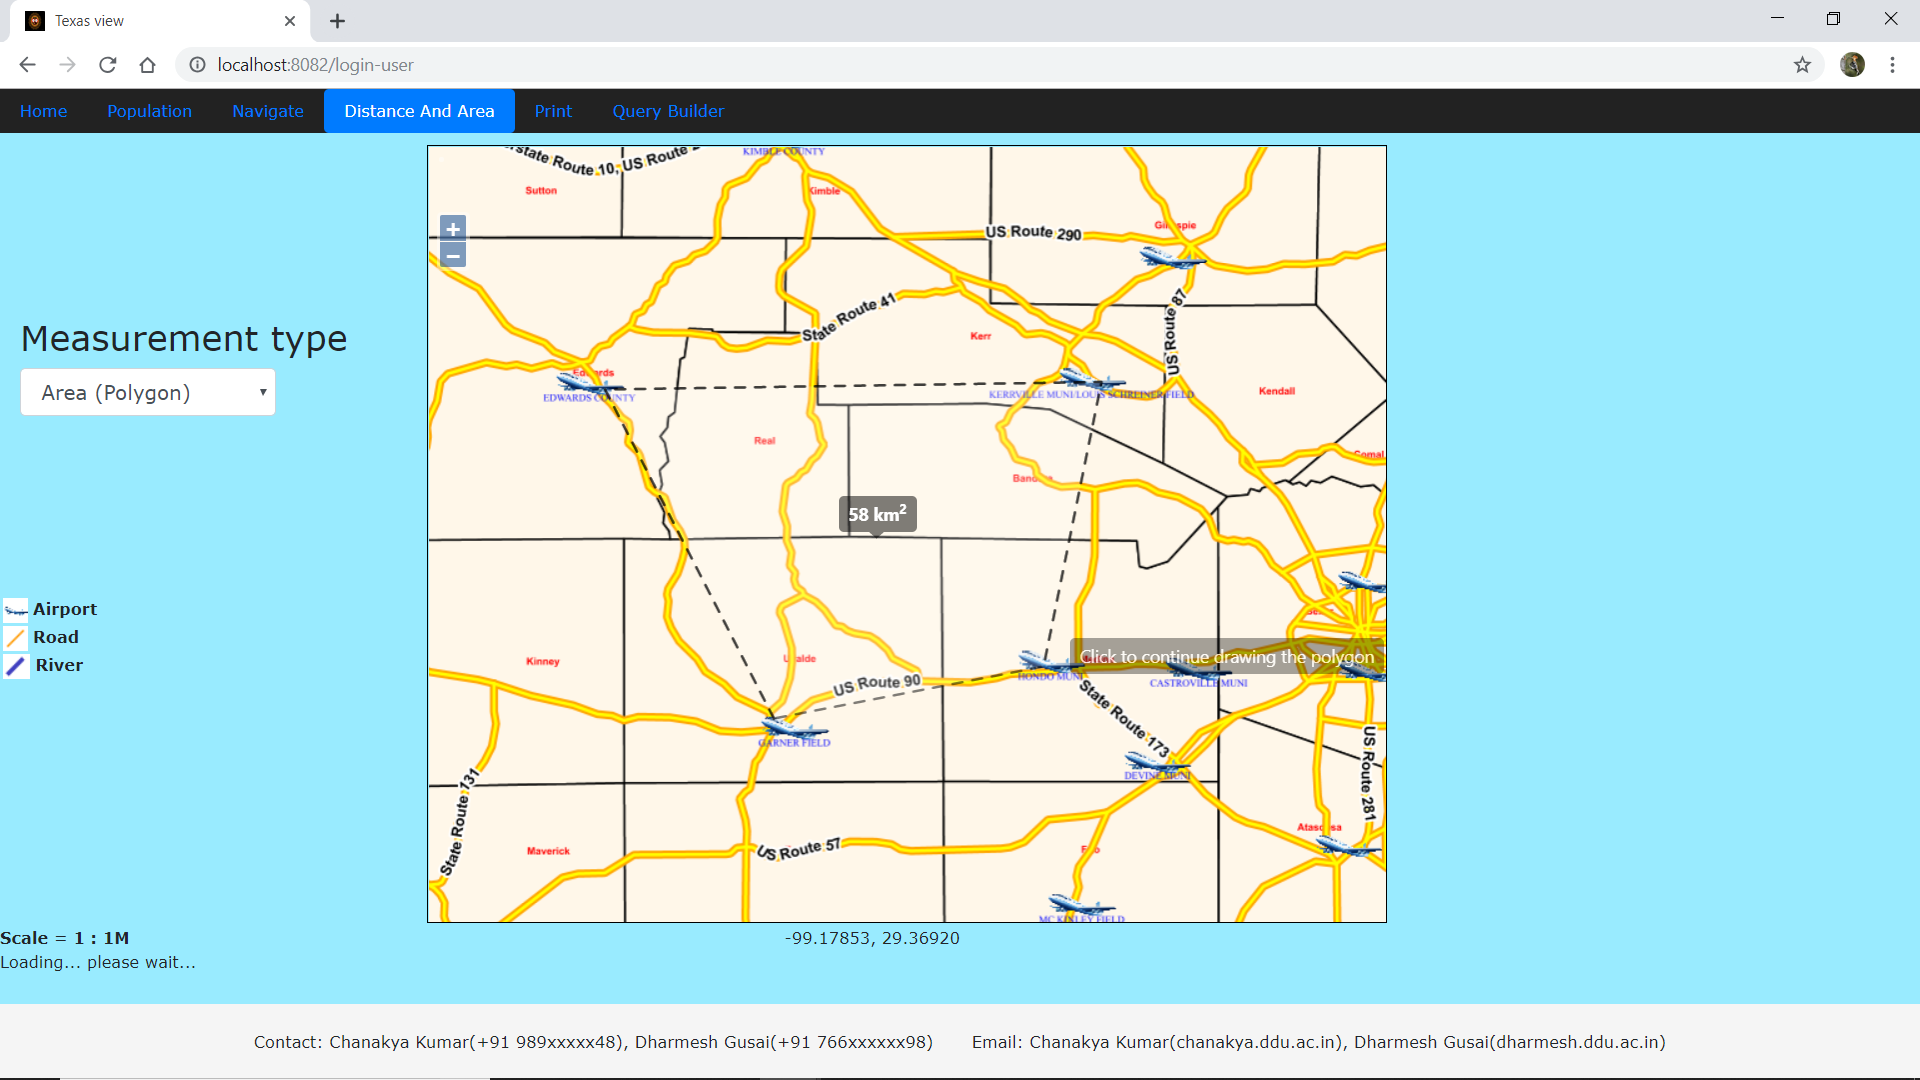 Texas view
localhost:8082/login-user
Home Population Navigate Distance And Area Print Query Builder
State Route 10, US Route
KIMBLE COUNTY
Sutton
Kimble
Gillespie
US Route 290
+
−
State Route 41
US Route 87
Measurement type
Area (Polygon)
Kerr
Edwards
EDWARDS COUNTY
KERRVILLE MUNI/LOUIS SCHREINER FIELD
Kendall
Real
Comal
Bandera
58 km²
Airport
Road
River
Kinney
Uvalde
Click to continue drawing the polygon
HONDO MUNI
CASTROVILLE MUNI
US Route 90
State Route 173
GARNER FIELD
DEVINE MUNI
US Route 281
State Route 131
Atascosa
Maverick
US Route 57
Frio
MC KINLEY FIELD
Scale = 1 : 1M
-99.17853, 29.36920
Loading... please wait...
Contact: Chanakya Kumar(+91 989xxxxx48), Dharmesh Gusai(+91 766xxxxxx98) Email: Chanakya Kumar(chanakya.ddu.ac.in), Dharmesh Gusai(dharmesh.ddu.ac.in)